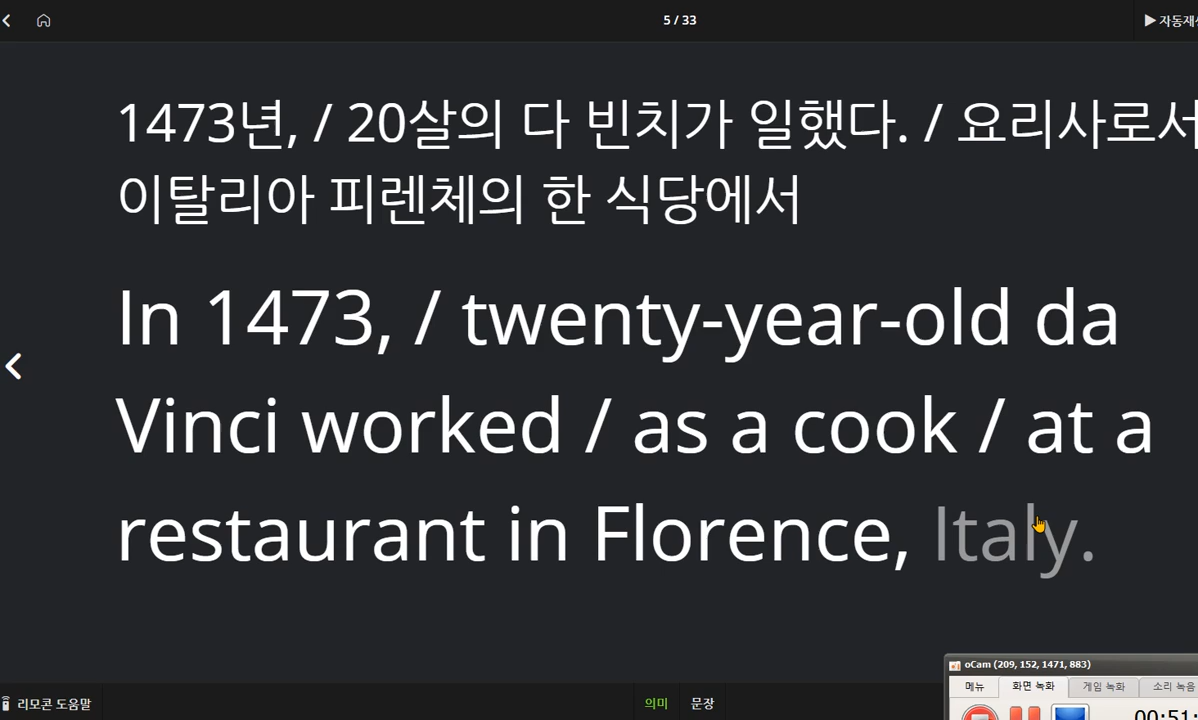 5 / 33
▶ 자동재
1473년, / 20살의 다 빈치가 일했다. / 요리사로서
이탈리아 피렌체의 한 식당에서
In 1473, / twenty-year-old da
Vinci worked / as a cook / at a
restaurant in Florence, Italy.
oCam (209, 152, 1471, 883)
메뉴 화면 녹화 게임 녹화 소리 녹음
리모콘 도움말 의미 문장
00:51: